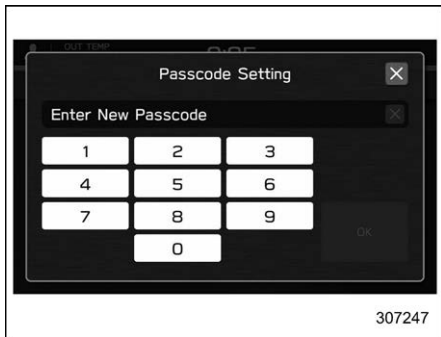 OUT TEMP
Passcode Setting
Enter New Passcode
1 2 3
4 5 6
7 8 9
0
OK
307247